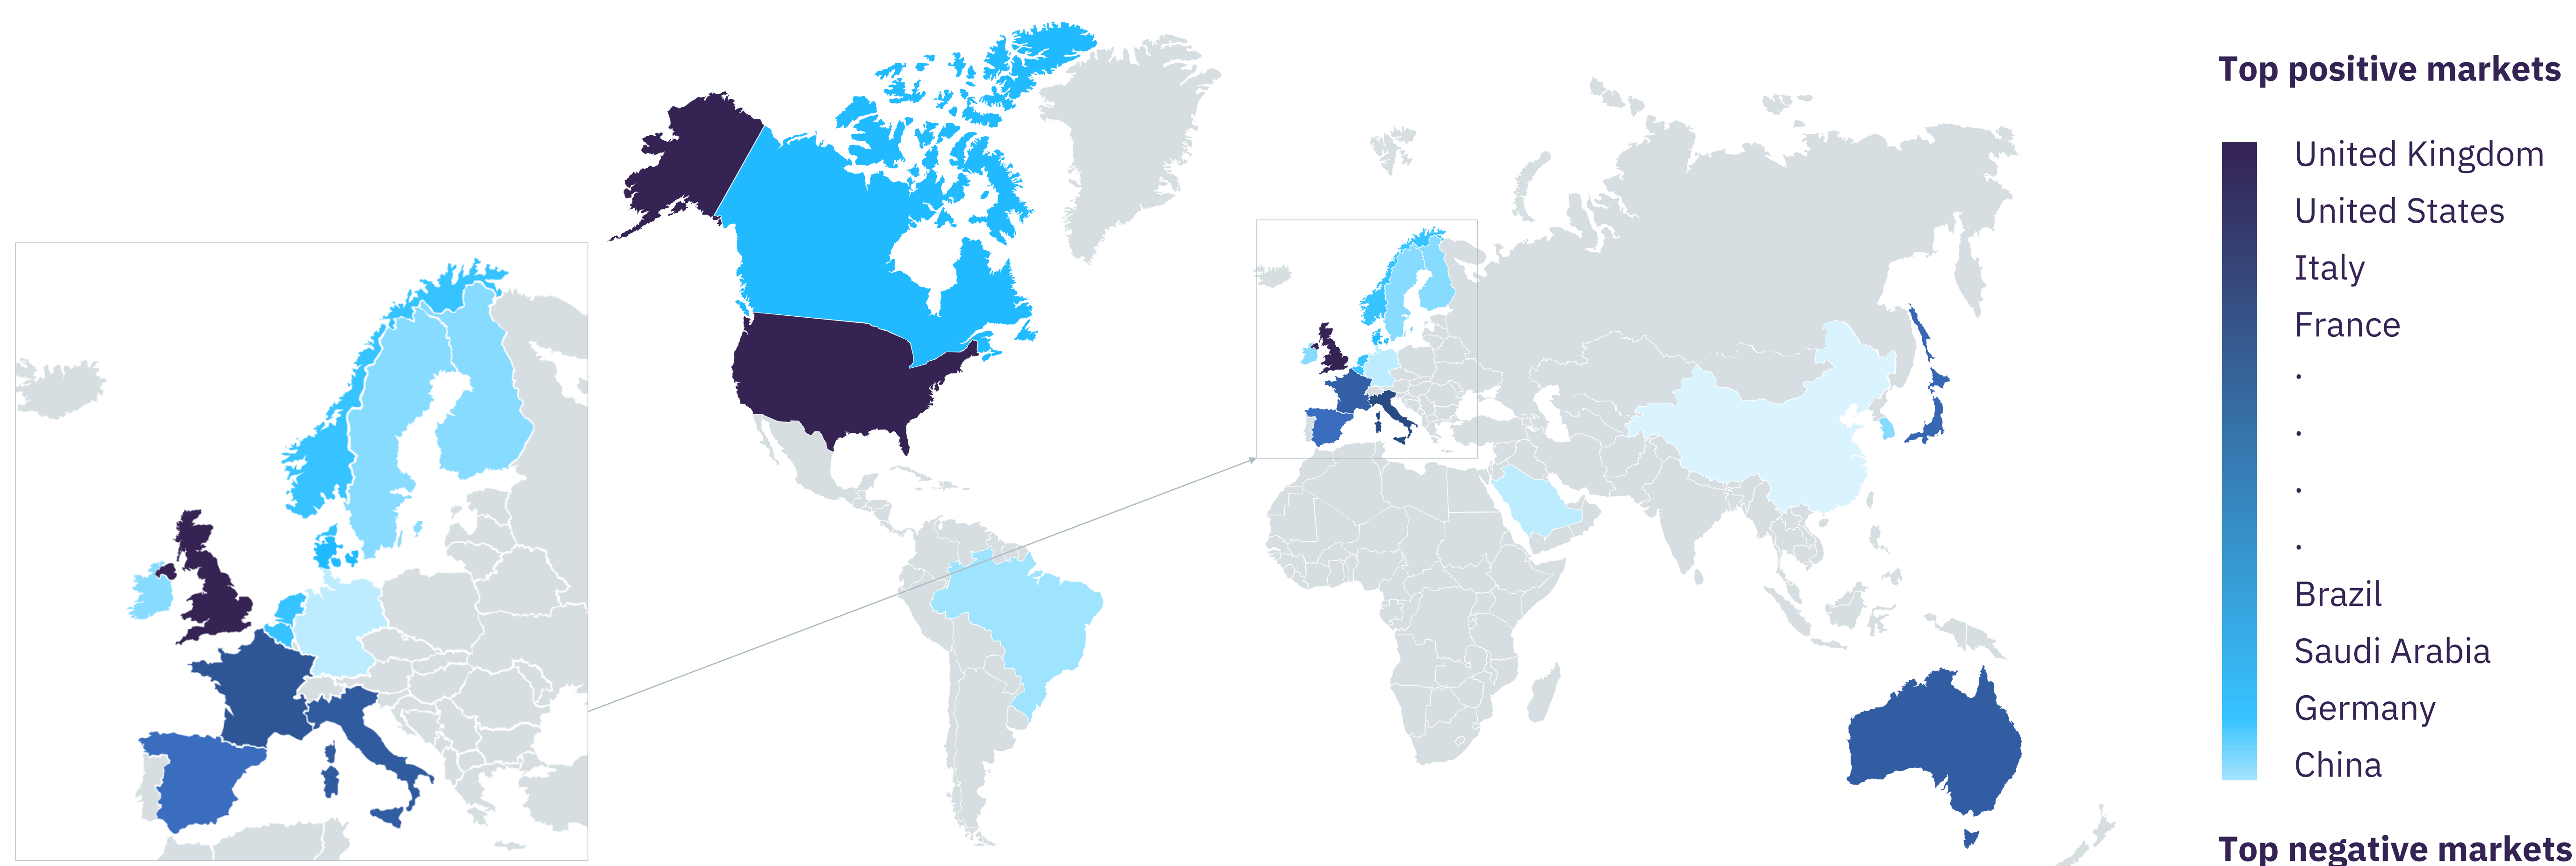 Top positive markets
United Kingdom
United States
Italy
France
.
.
.
.
Brazil
Saudi Arabia
Germany
China
Top negative markets